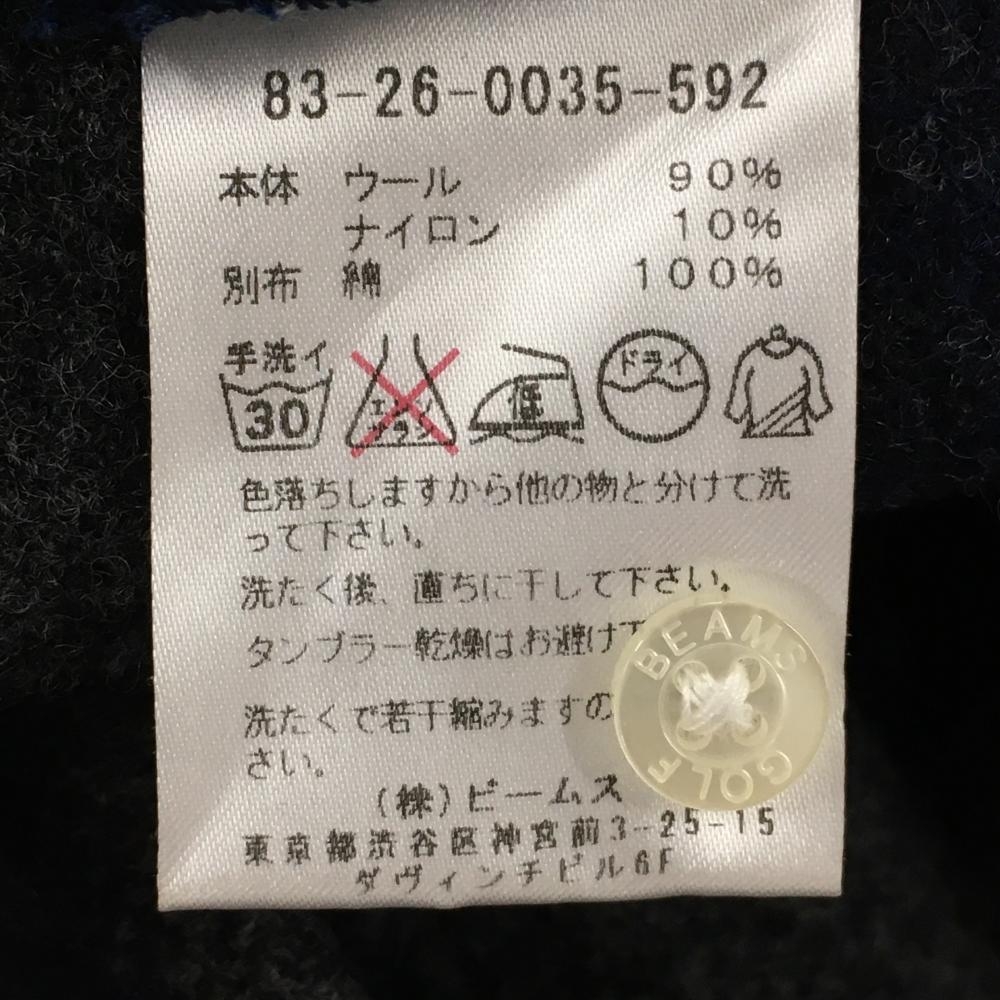 83-26-0035-592
本体 ウール 90%
ナイロン 10%
別布 綿 100%
手洗イ
30
エンソ
サラシ
低
ドライ
色落ちしますから他の物と分けて洗
って下さい。
洗たく後、直ちに干して下さい。
タンブラー乾燥はお避け下
洗たくで若干縮みますの
さい。
(株)ビームス
東京都渋谷区神宮前3-25-15
ダヴィンチビル6F
BEAMS
GOLF